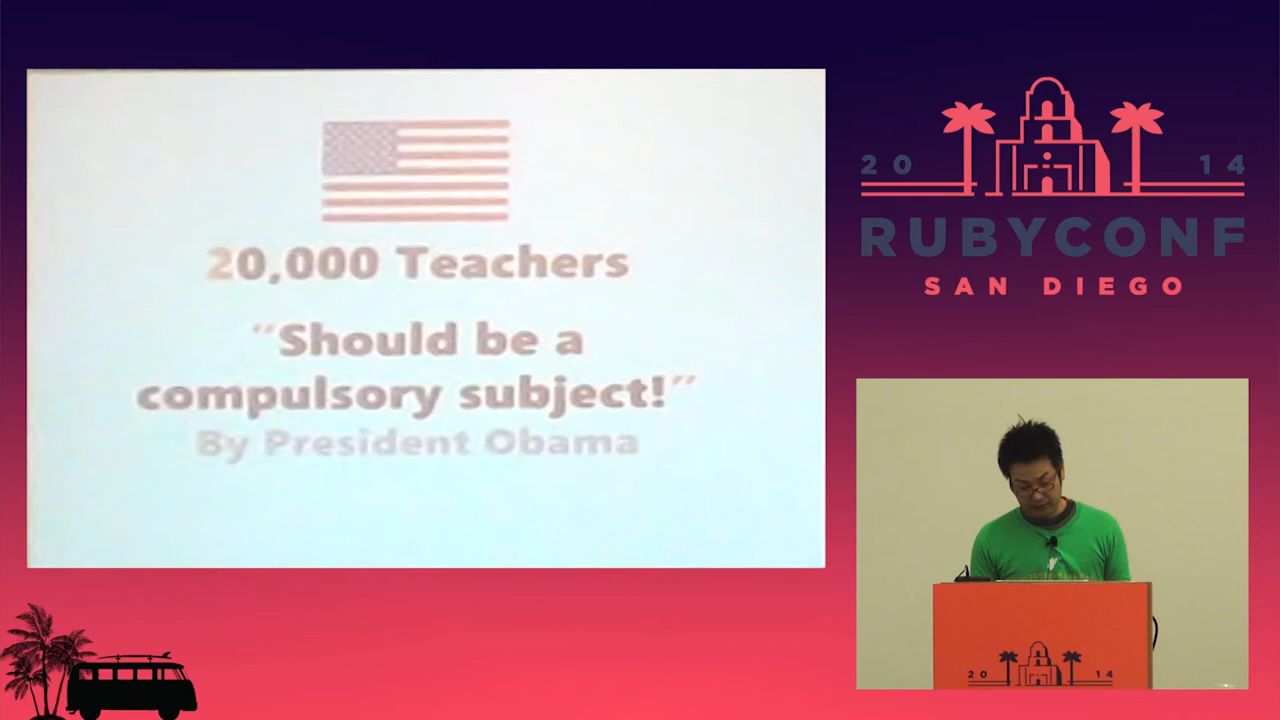 20,000 Teachers
"Should be a
compulsory subject!"
By President Obama
20 14
RUBYCONF
SAN DIEGO
20 14